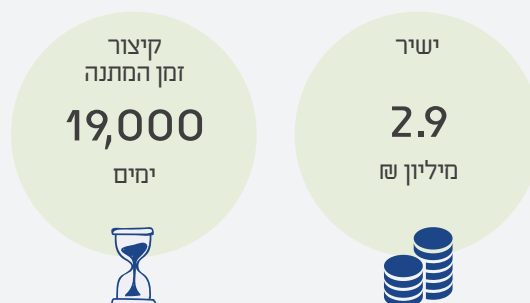 ישיר
2.9
מיליון ₪
קיצור
זמן המתנה
19,000
ימים